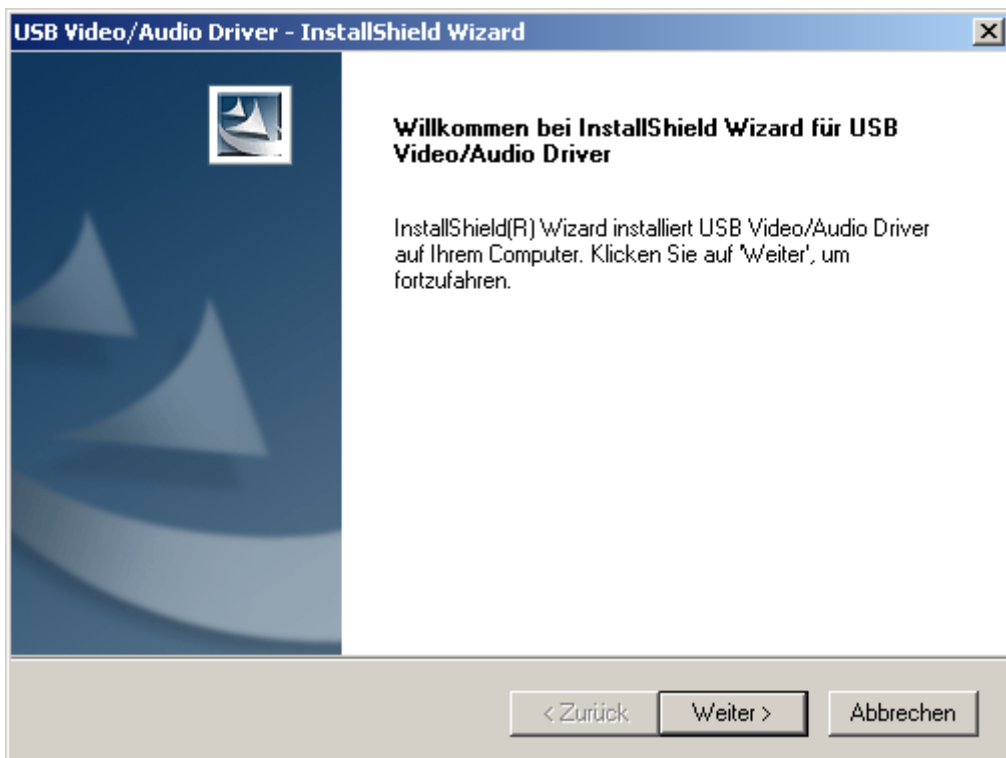 USB Video/Audio Driver - InstallShield Wizard
Willkommen bei InstallShield Wizard für USB
Video/Audio Driver
InstallShield(R) Wizard installiert USB Video/Audio Driver
auf Ihrem Computer. Klicken Sie auf 'Weiter', um
fortzufahren.
< Zurück
Weiter >
Abbrechen